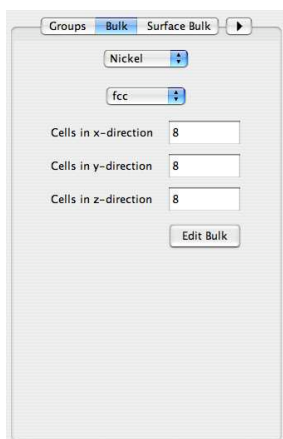 Groups Bulk Surface Bulk
Nickel
fcc
Cells in x-direction 8
Cells in y-direction 8
Cells in z-direction 8
Edit Bulk